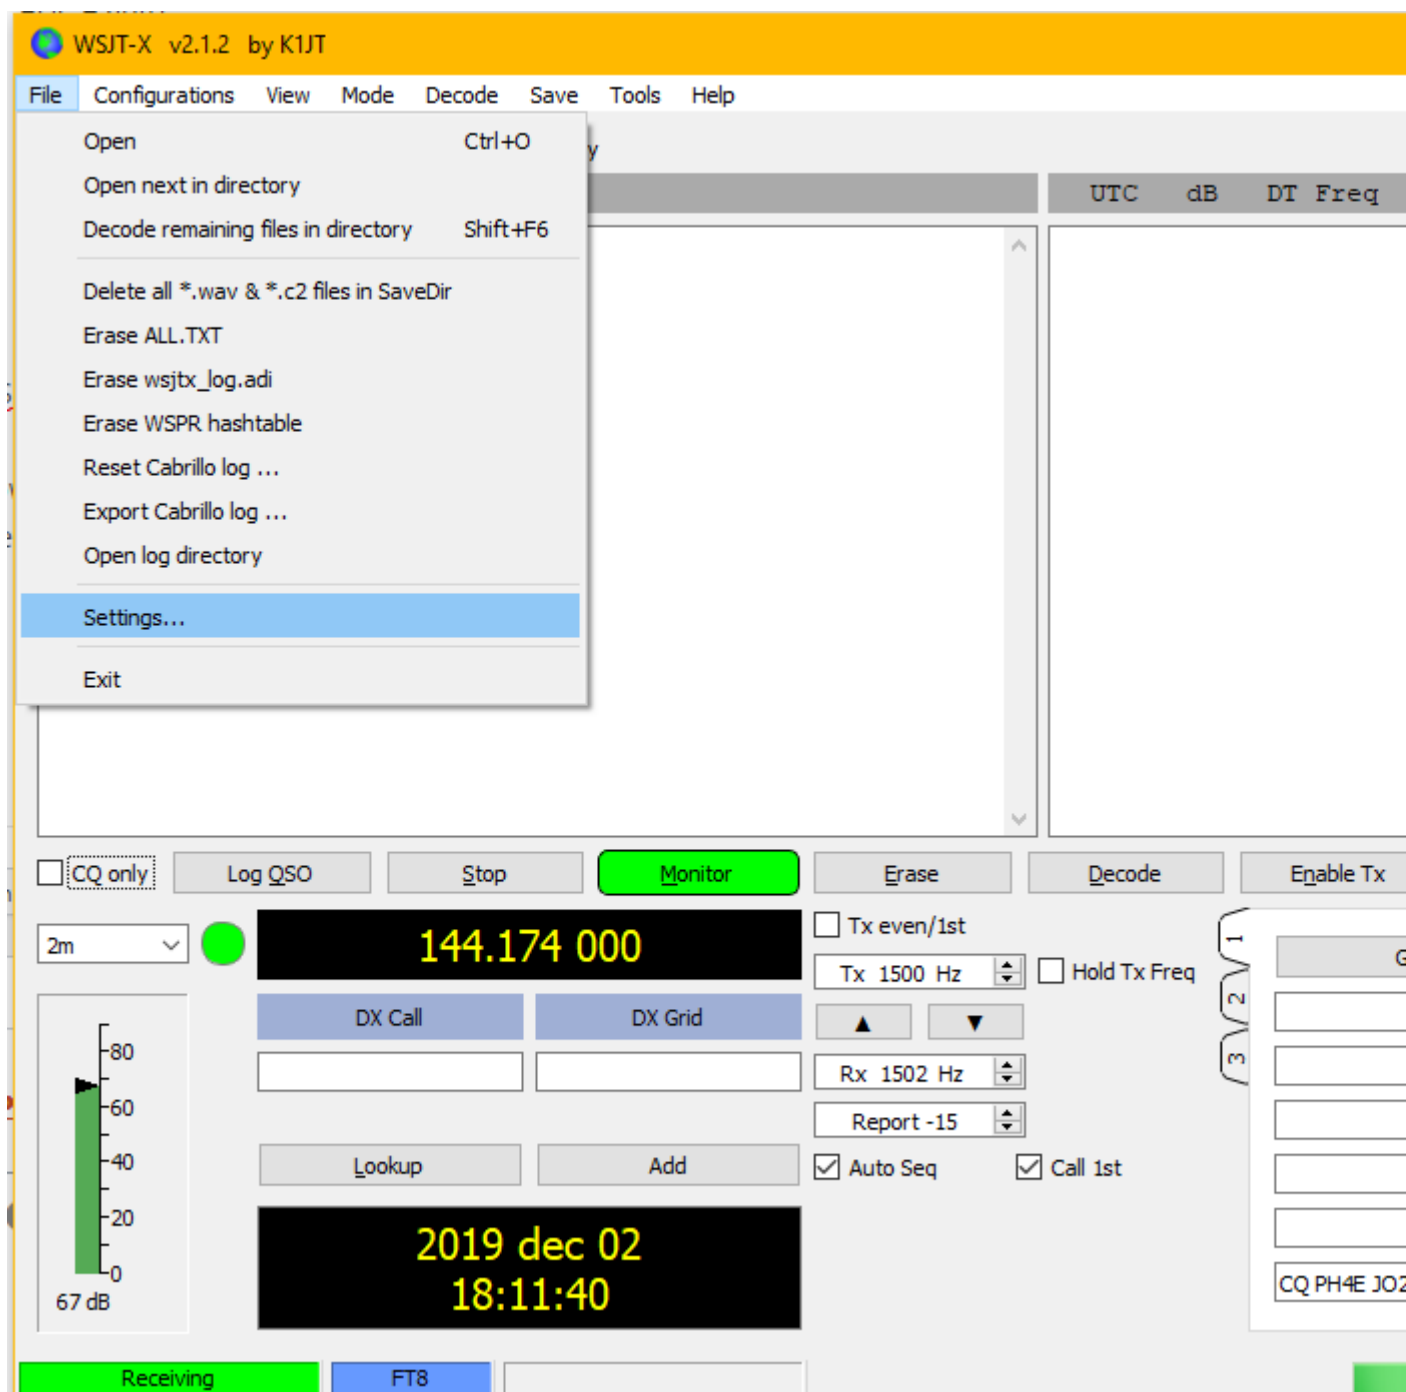 WSJT-X v2.1.2 by K1JT
File Configurations View Mode Decode Save Tools Help
Open Ctrl+O
y
Open next in directory
UTC dB DT Freq
Decode remaining files in directory Shift+F6
Delete all *.wav & *.c2 files in SaveDir
Erase ALL.TXT
Erase wsjtx_log.adi
Erase WSPR hashtable
Reset Cabrillo log ...
Export Cabrillo log ...
Open log directory
Settings...
Exit
CQ only Log QSO Stop Monitor Erase Decode Enable Tx
2m 144.174 000 Tx even/1st
Tx 1500 Hz Hold Tx Freq
1
2
3
G
DX Call DX Grid ▲ ▼
Rx 1502 Hz
Report -15
Lookup Add Auto Seq Call 1st
80
60
40
20
0
67 dB
2019 dec 02
18:11:40
CQ PH4E JO2
Receiving FT8